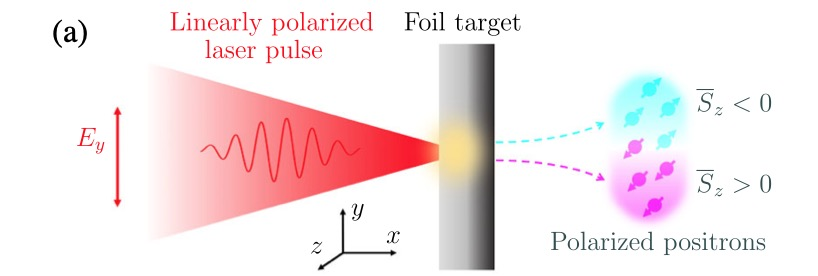 (a)
Linearly polarized
laser pulse
Foil target
E_y
S̅_z < 0
S̅_z > 0
y
z
x
Polarized positrons